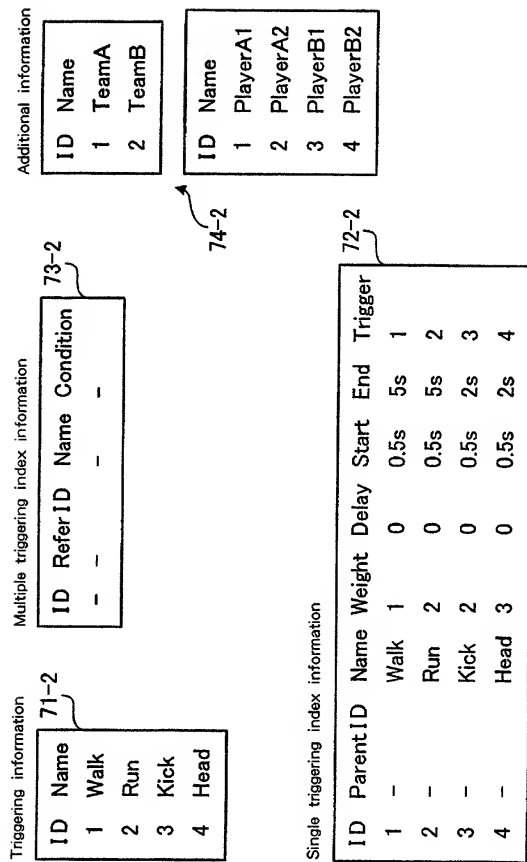 Triggering information
71-2
ID Name
1 Walk
2 Run
3 Kick
4 Head
Multiple triggering index information
73-2
ID ReferID Name Condition
- - - -
Additional information
ID Name
1 TeamA
2 TeamB
74-2
ID Name
1 PlayerA1
2 PlayerA2
3 PlayerB1
4 PlayerB2
Single triggering index information
72-2
ID ParentID Name Weight Delay Start End Trigger
1 - Walk 1 0 0.5s 5s 1
2 - Run 2 0 0.5s 5s 2
3 - Kick 2 0 0.5s 2s 3
4 - Head 3 0 0.5s 2s 4